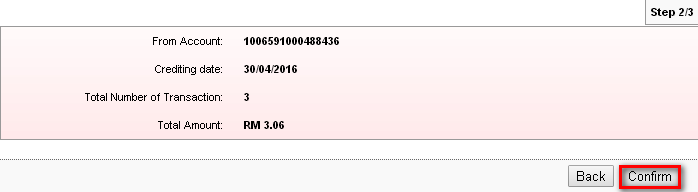 Step 2/3
From Account: 1006591000488436
Crediting date: 30/04/2016
Total Number of Transaction: 3
Total Amount: RM 3.06
Back Confirm